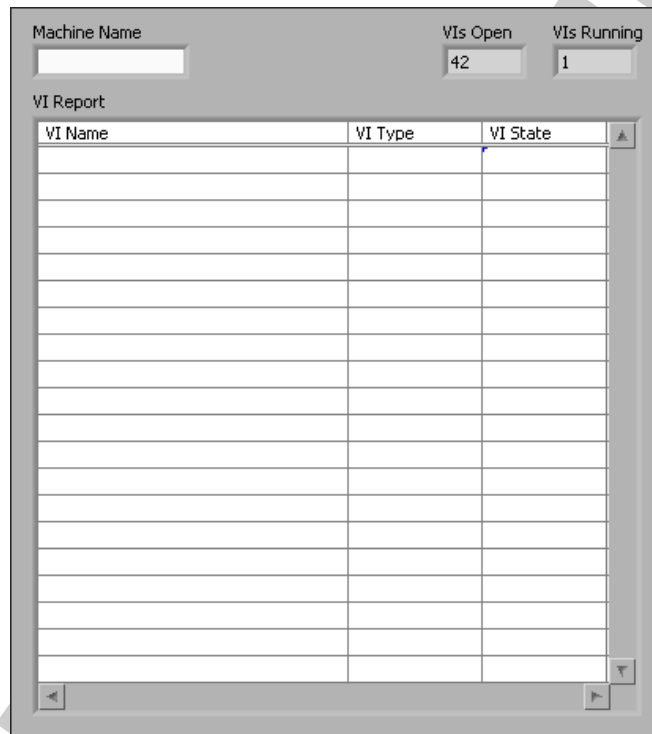 Machine Name VIs Open VIs Running
42 1
VI Report
VI Name VI Type VI State